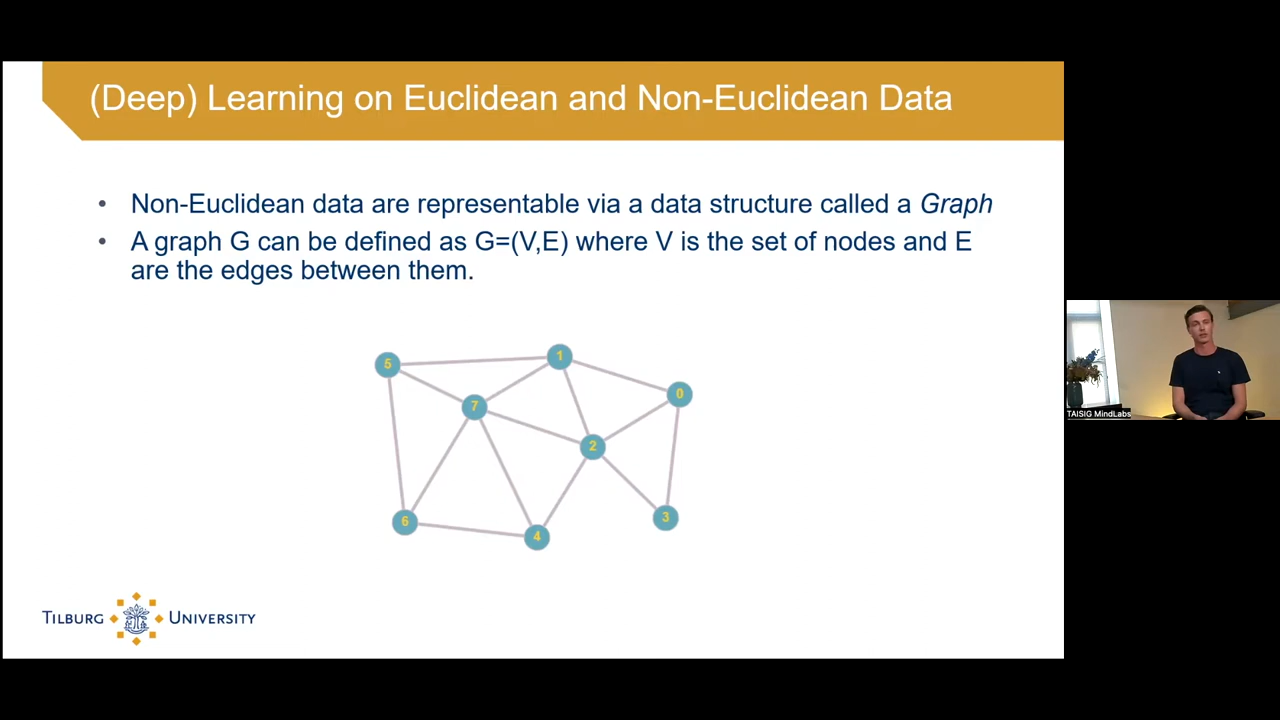 (Deep) Learning on Euclidean and Non-Euclidean Data
• Non-Euclidean data are representable via a data structure called a Graph
• A graph G can be defined as G=(V,E) where V is the set of nodes and E
are the edges between them.
5
1
0
7
2
6
4
3
TAISIG MindLabs
TILBURG UNIVERSITY